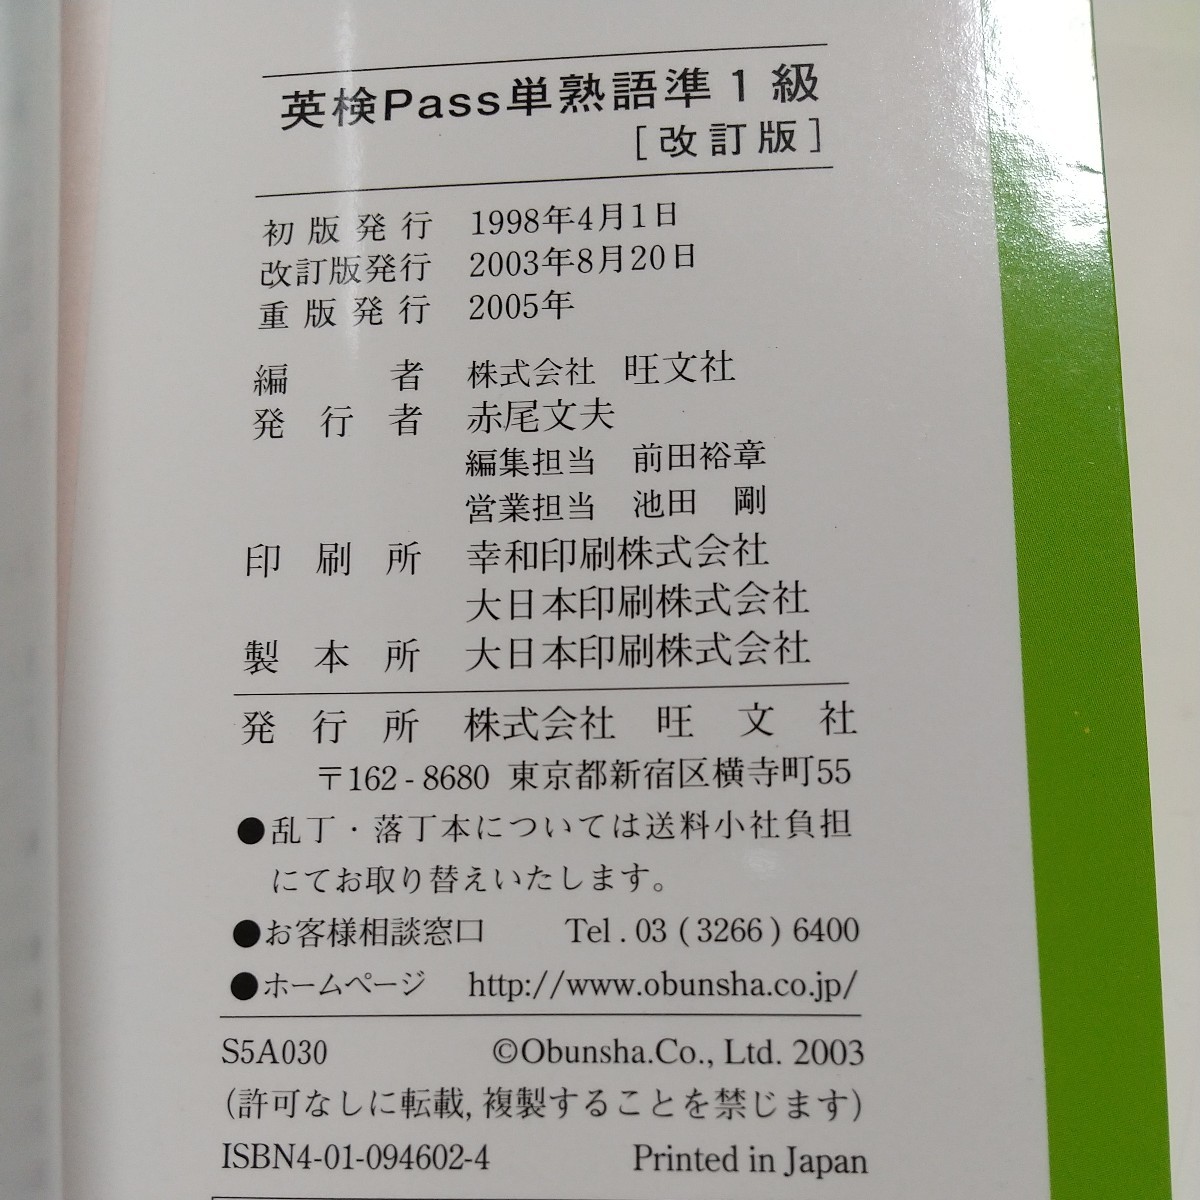 英検Pass単熟語準1級
[改訂版]
初版発行 1998年4月1日
改訂版発行 2003年8月20日
重版発行 2005年
編者 株式会社 旺文社
発行者 赤尾文夫
編集担当 前田裕章
営業担当 池田 剛
印刷所 幸和印刷株式会社
大日本印刷株式会社
製本所 大日本印刷株式会社
発行所 株式会社 旺文社
〒162-8680 東京都新宿区横寺町55
●乱丁・落丁本については送料小社負担
にてお取り替えいたします。
●お客様相談窓口 Tel.03(3266)6400
●ホームページ http://www.obunsha.co.jp/
S5A030 ©Obunsha.Co., Ltd. 2003
(許可なしに転載,複製することを禁じます)
ISBN4-01-094602-4 Printed in Japan